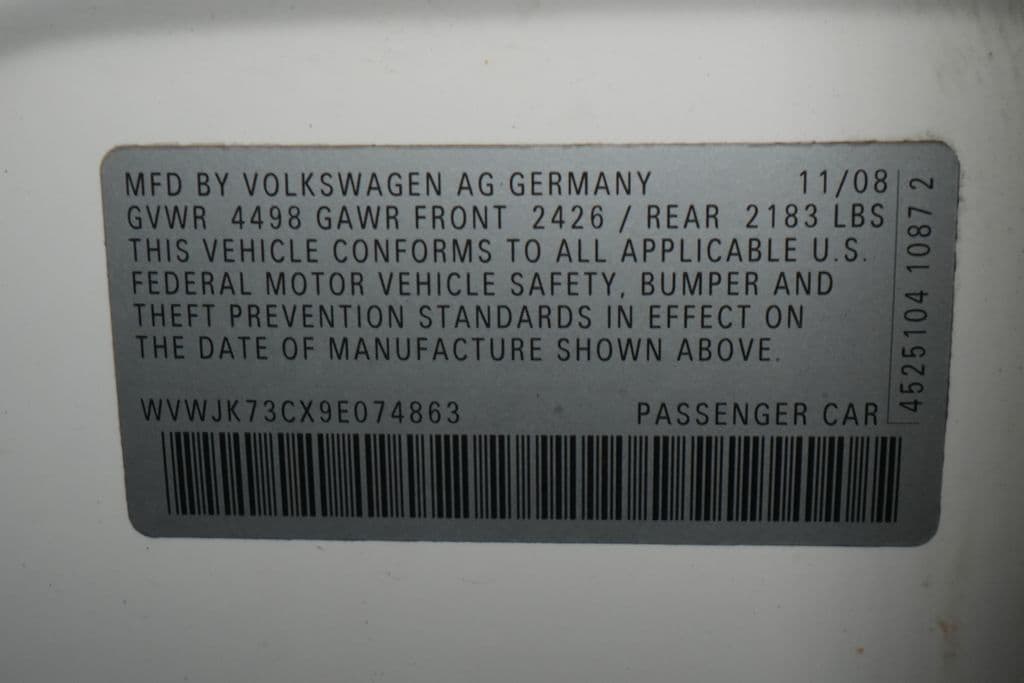 MFD BY VOLKSWAGEN AG GERMANY 11/08
GVWR 4498 GAWR FRONT 2426 / REAR 2183 LBS
THIS VEHICLE CONFORMS TO ALL APPLICABLE U.S.
FEDERAL MOTOR VEHICLE SAFETY, BUMPER AND
THEFT PREVENTION STANDARDS IN EFFECT ON
THE DATE OF MANUFACTURE SHOWN ABOVE.
WVWJK73CX9E074863 PASSENGER CAR
4525104 1087 2